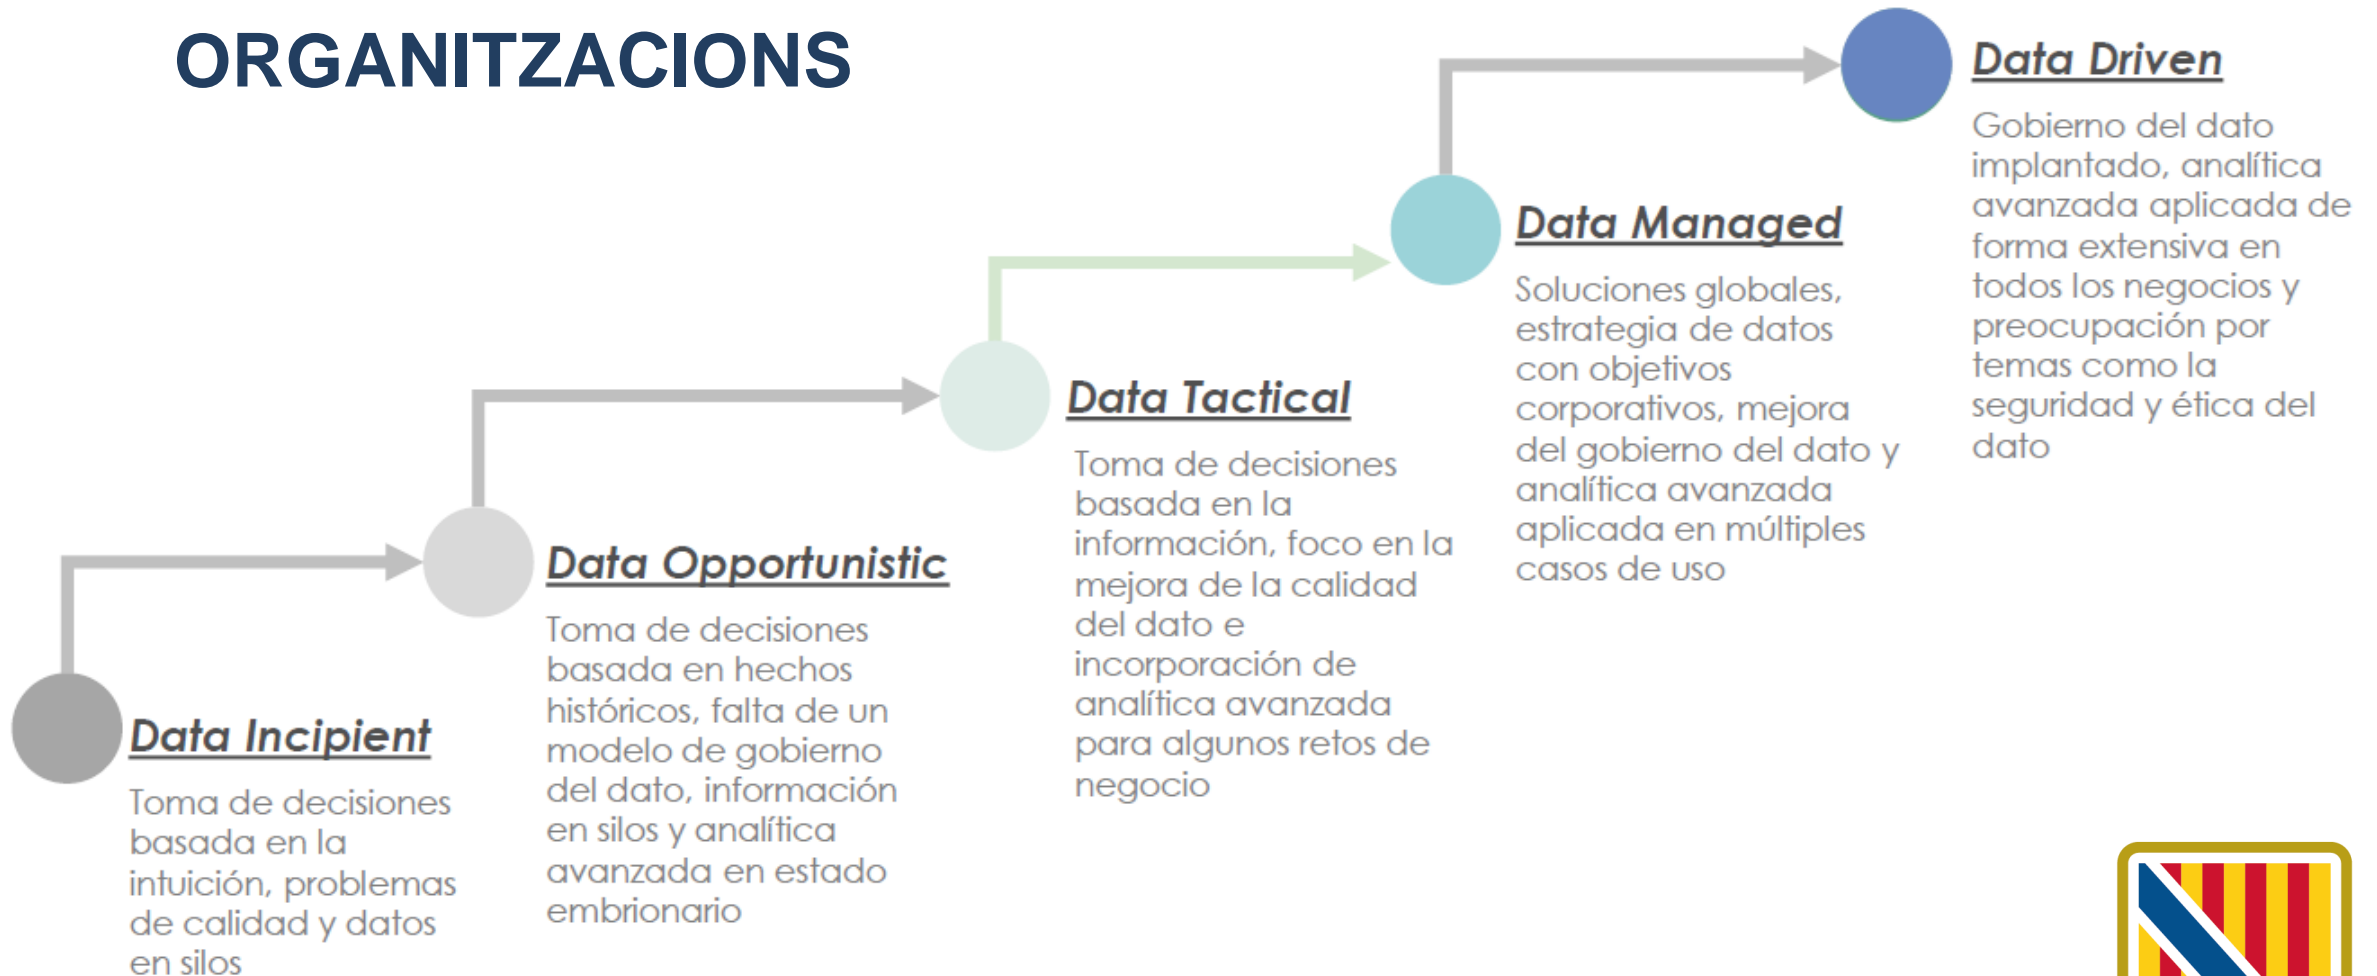 ORGANITZACIONS
Data Incipient
Toma de decisiones
basada en la
intuición, problemas
de calidad y datos
en silos
Data Opportunistic
Toma de decisiones
basada en hechos
históricos, falta de un
modelo de gobierno
del dato, información
en silos y analítica
avanzada en estado
embrionario
Data Tactical
Toma de decisiones
basada en la
información, foco en la
mejora de la calidad
del dato e
incorporación de
analítica avanzada
para algunos retos de
negocio
Data Managed
Soluciones globales,
estrategia de datos
con objetivos
corporativos, mejora
del gobierno del dato y
analítica avanzada
aplicada en múltiples
casos de uso
Data Driven
Gobierno del dato
implantado, analítica
avanzada aplicada de
forma extensiva en
todos los negocios y
preocupación por
temas como la
seguridad y ética del
dato